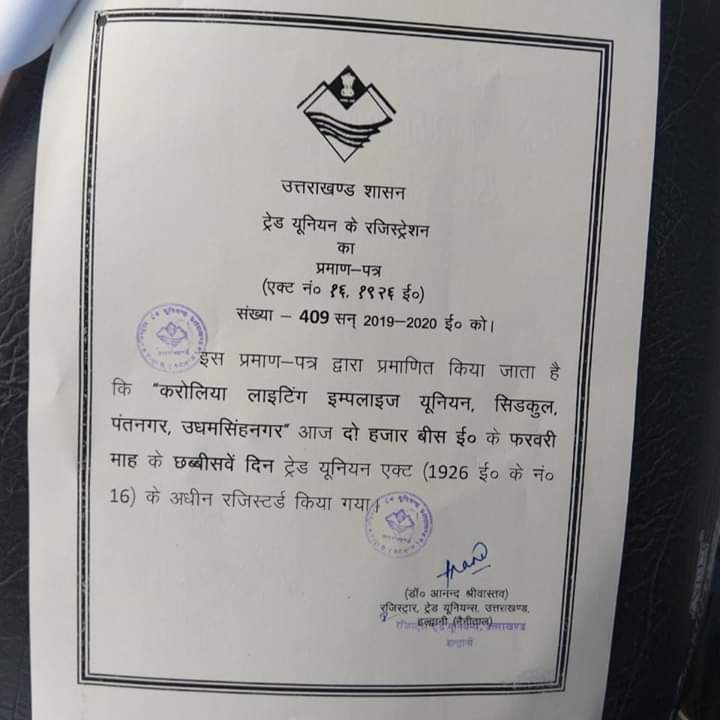 उत्तराखण्ड शासन
ट्रेड यूनियन के रजिस्ट्रेशन
का
प्रमाण–पत्र
(एक्ट नं० १६, १९२६ ई०)
संख्या – 409 सन् 2019–2020 ई० को।
इस प्रमाण–पत्र द्वारा प्रमाणित किया जाता है
कि "करोलिया लाइटिंग इम्पलाइज यूनियन, सिडकुल,
पंतनगर, उधमसिंहनगर" आज दो हजार बीस ई० के फरवरी
माह के छब्बीसवें दिन ट्रेड यूनियन एक्ट (1926 ई० के नं०
16) के अधीन रजिस्टर्ड किया गया।
(डॉ० आनन्द श्रीवास्तव)
रजिस्ट्रार, ट्रेड यूनियन्स, उत्तराखण्ड,
हल्द्वानी (नैनीताल)